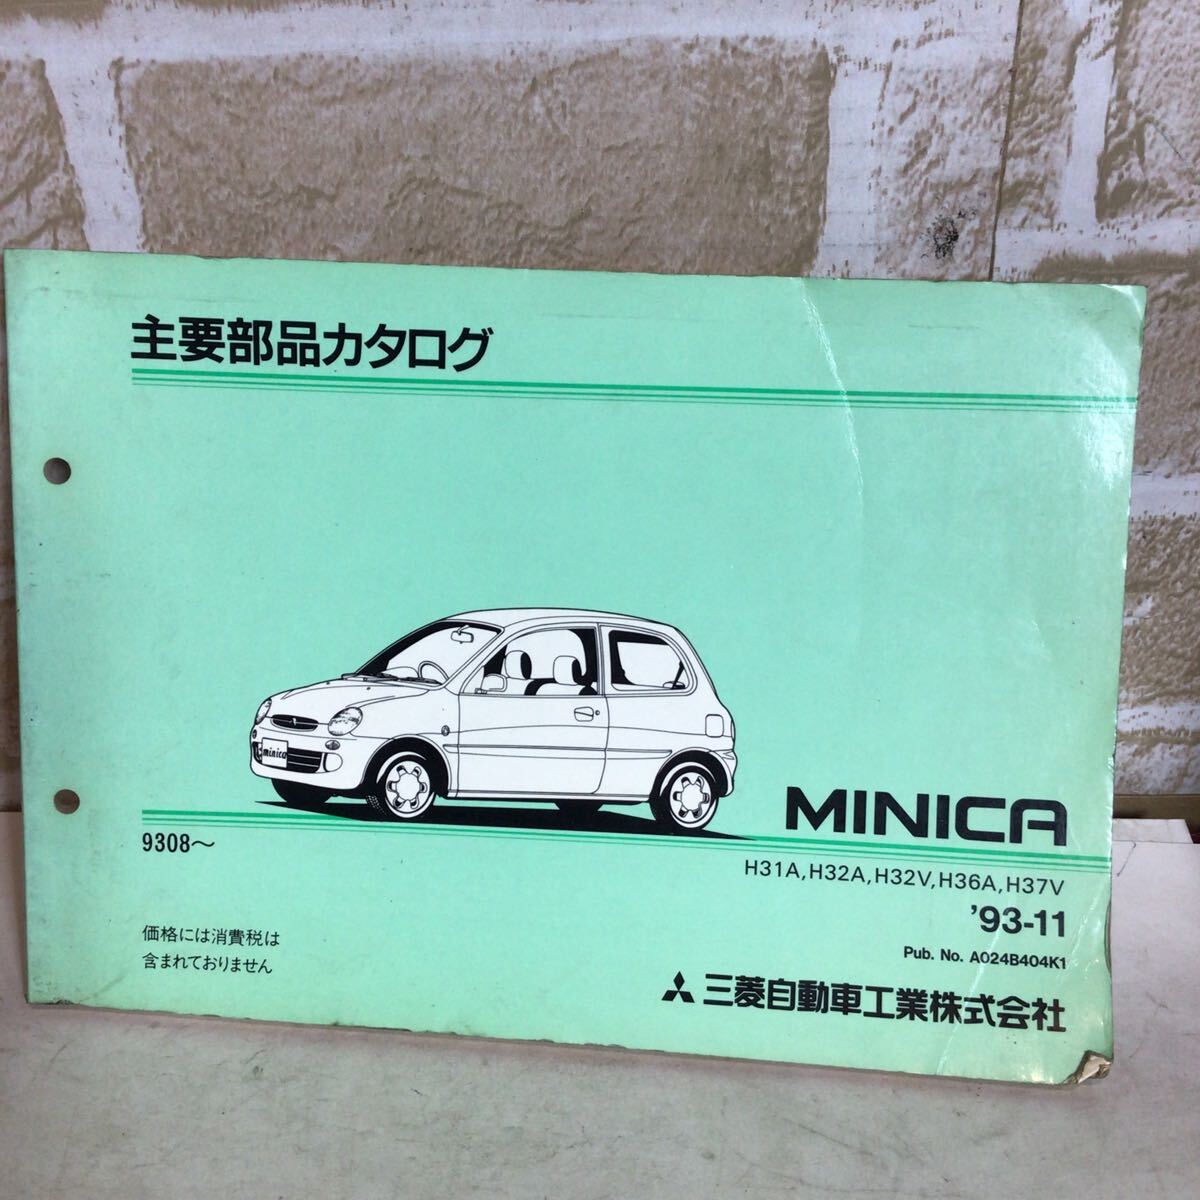 主要部品カタログ
minica
MINICA
9308〜
H31A,H32A,H32V,H36A,H37V
'93-11
価格には消費税は
含まれておりません
Pub. No. A024B404K1
三菱自動車工業株式会社